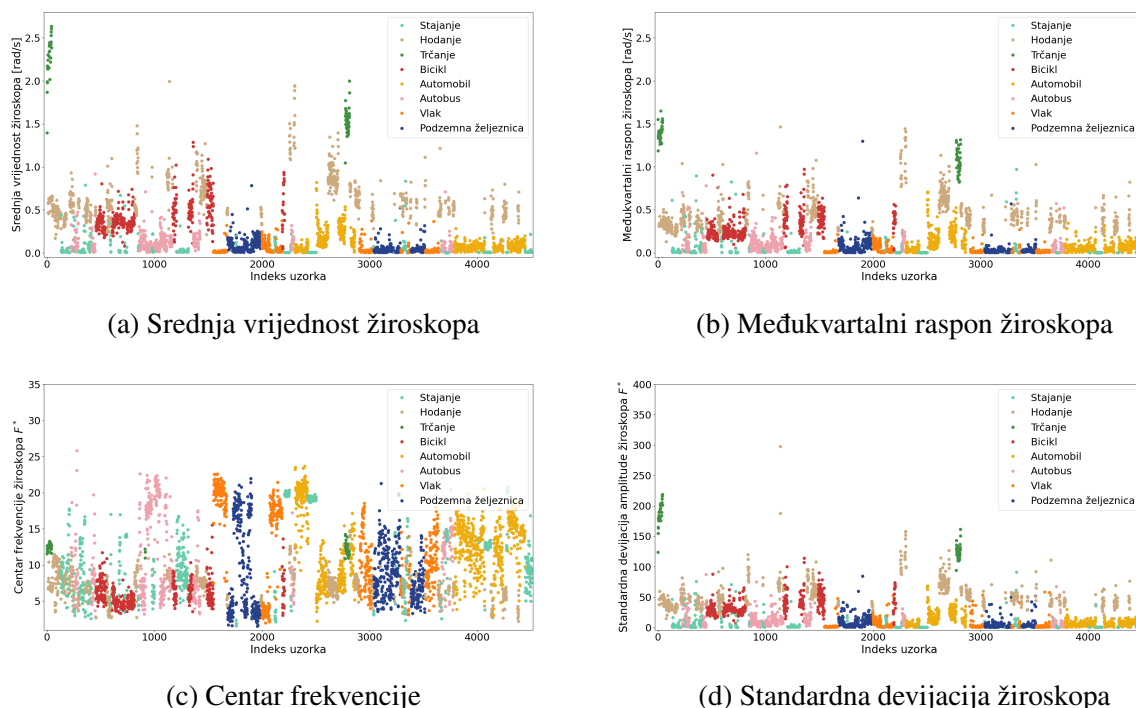 Srednja vrijednost žiroskopa [rad/s]
2.5
2.0
1.5
1.0
0.5
0.0
0
1000
2000
3000
4000
Indeks uzorka
Stajanje
Hodanje
Trčanje
Bicikl
Automobil
Autobus
Vlak
Podzemna željeznica
(a) Srednja vrijednost žiroskopa
Međukvartalni raspon žiroskopa [rad/s]
2.5
2.0
1.5
1.0
0.5
0.0
0
1000
2000
3000
4000
Indeks uzorka
Stajanje
Hodanje
Trčanje
Bicikl
Automobil
Autobus
Vlak
Podzemna željeznica
(b) Međukvartalni raspon žiroskopa
Centar frekvencije žiroskopa F*
35
30
25
20
15
10
5
0
1000
2000
3000
4000
Indeks uzorka
Stajanje
Hodanje
Trčanje
Bicikl
Automobil
Autobus
Vlak
Podzemna željeznica
(c) Centar frekvencije
Standardna devijacija amplitude žiroskopa F*
400
350
300
250
200
150
100
50
0
0
1000
2000
3000
4000
Indeks uzorka
Stajanje
Hodanje
Trčanje
Bicikl
Automobil
Autobus
Vlak
Podzemna željeznica
(d) Standardna devijacija žiroskopa